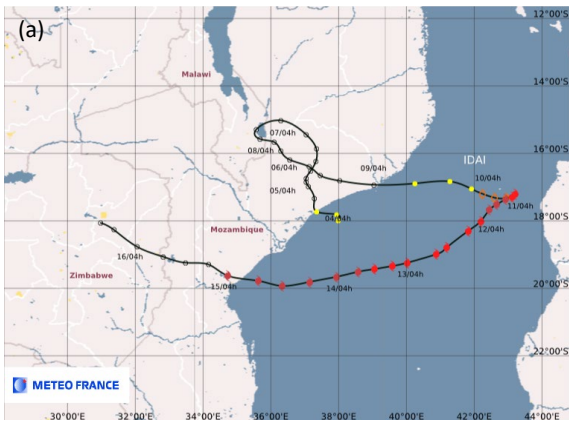 (a)
12°00'S
Malawi
14°00'S
07/04h
08/04h
06/04h
09/04h
IDAI
16°00'S
05/04h
10/04h
11/04h
04/04h
18°00'S
Mozambique
12/04h
16/04h
Zimbabwe
13/04h
15/04h
14/04h
20°00'S
22°00'S
METEO FRANCE
30°00'E 32°00'E 34°00'E 36°00'E 38°00'E 40°00'E 42°00'E 44°00'E